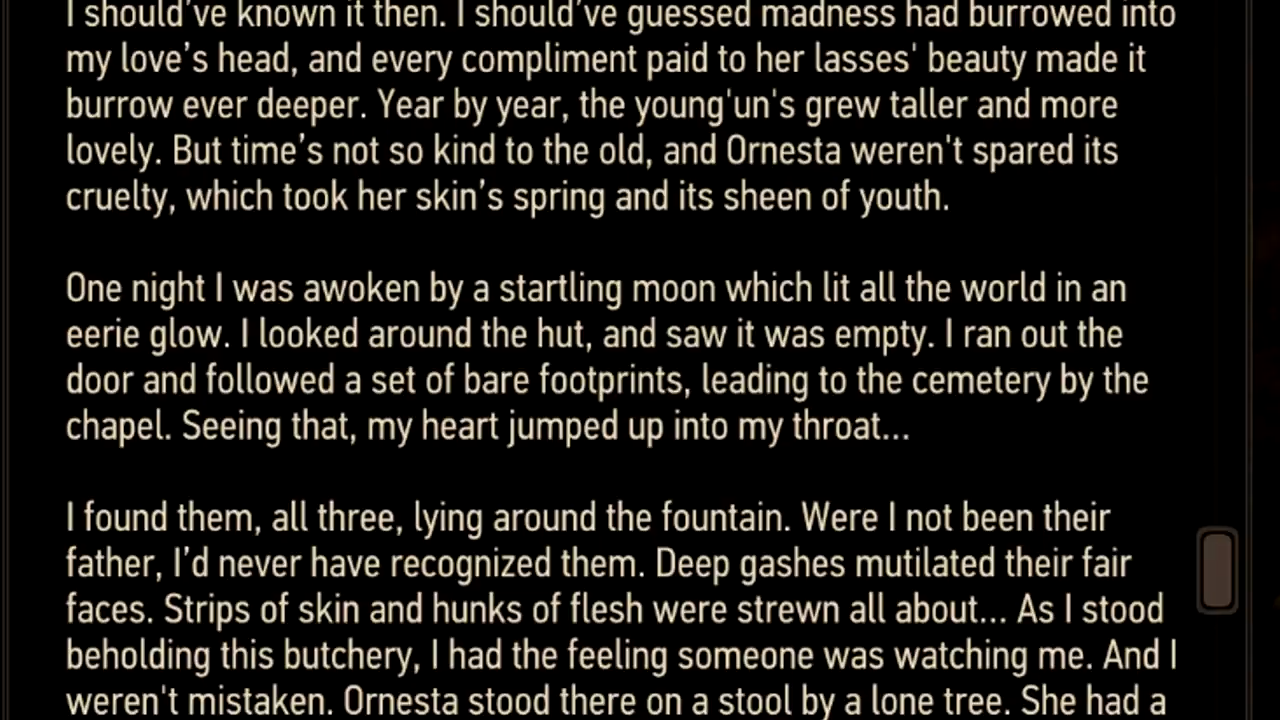 I should've known it then. I should've guessed madness had burrowed into
my love's head, and every compliment paid to her lasses' beauty made it
burrow ever deeper. Year by year, the young'un's grew taller and more
lovely. But time's not so kind to the old, and Ornesta weren't spared its
cruelty, which took her skin's spring and its sheen of youth.
One night I was awoken by a startling moon which lit all the world in an
eerie glow. I looked around the hut, and saw it was empty. I ran out the
door and followed a set of bare footprints, leading to the cemetery by the
chapel. Seeing that, my heart jumped up into my throat...
I found them, all three, lying around the fountain. Were I not been their
father, I'd never have recognized them. Deep gashes mutilated their fair
faces. Strips of skin and hunks of flesh were strewn all about... As I stood
beholding this butchery, I had the feeling someone was watching me. And I
weren't mistaken. Ornesta stood there on a stool by a lone tree. She had a